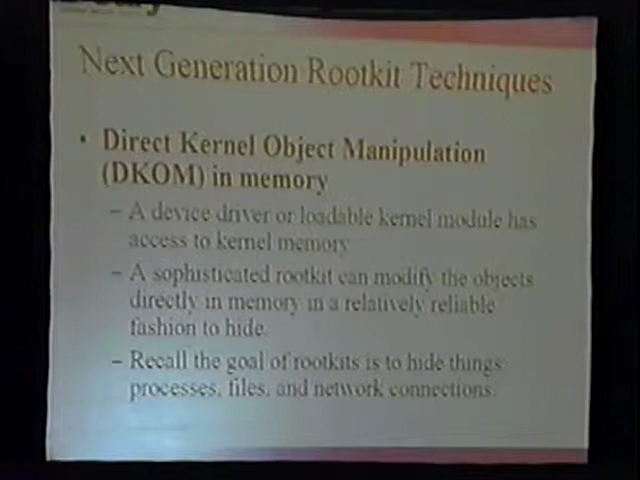 Next Generation Rootkit Techniques
• Direct Kernel Object Manipulation
(DKOM) in memory
– A device driver or loadable kernel module has
access to kernel memory
– A sophisticated rootkit can modify the objects
directly in memory in a relatively reliable
fashion to hide
– Recall the goal of rootkits is to hide things:
processes, files, and network connections.